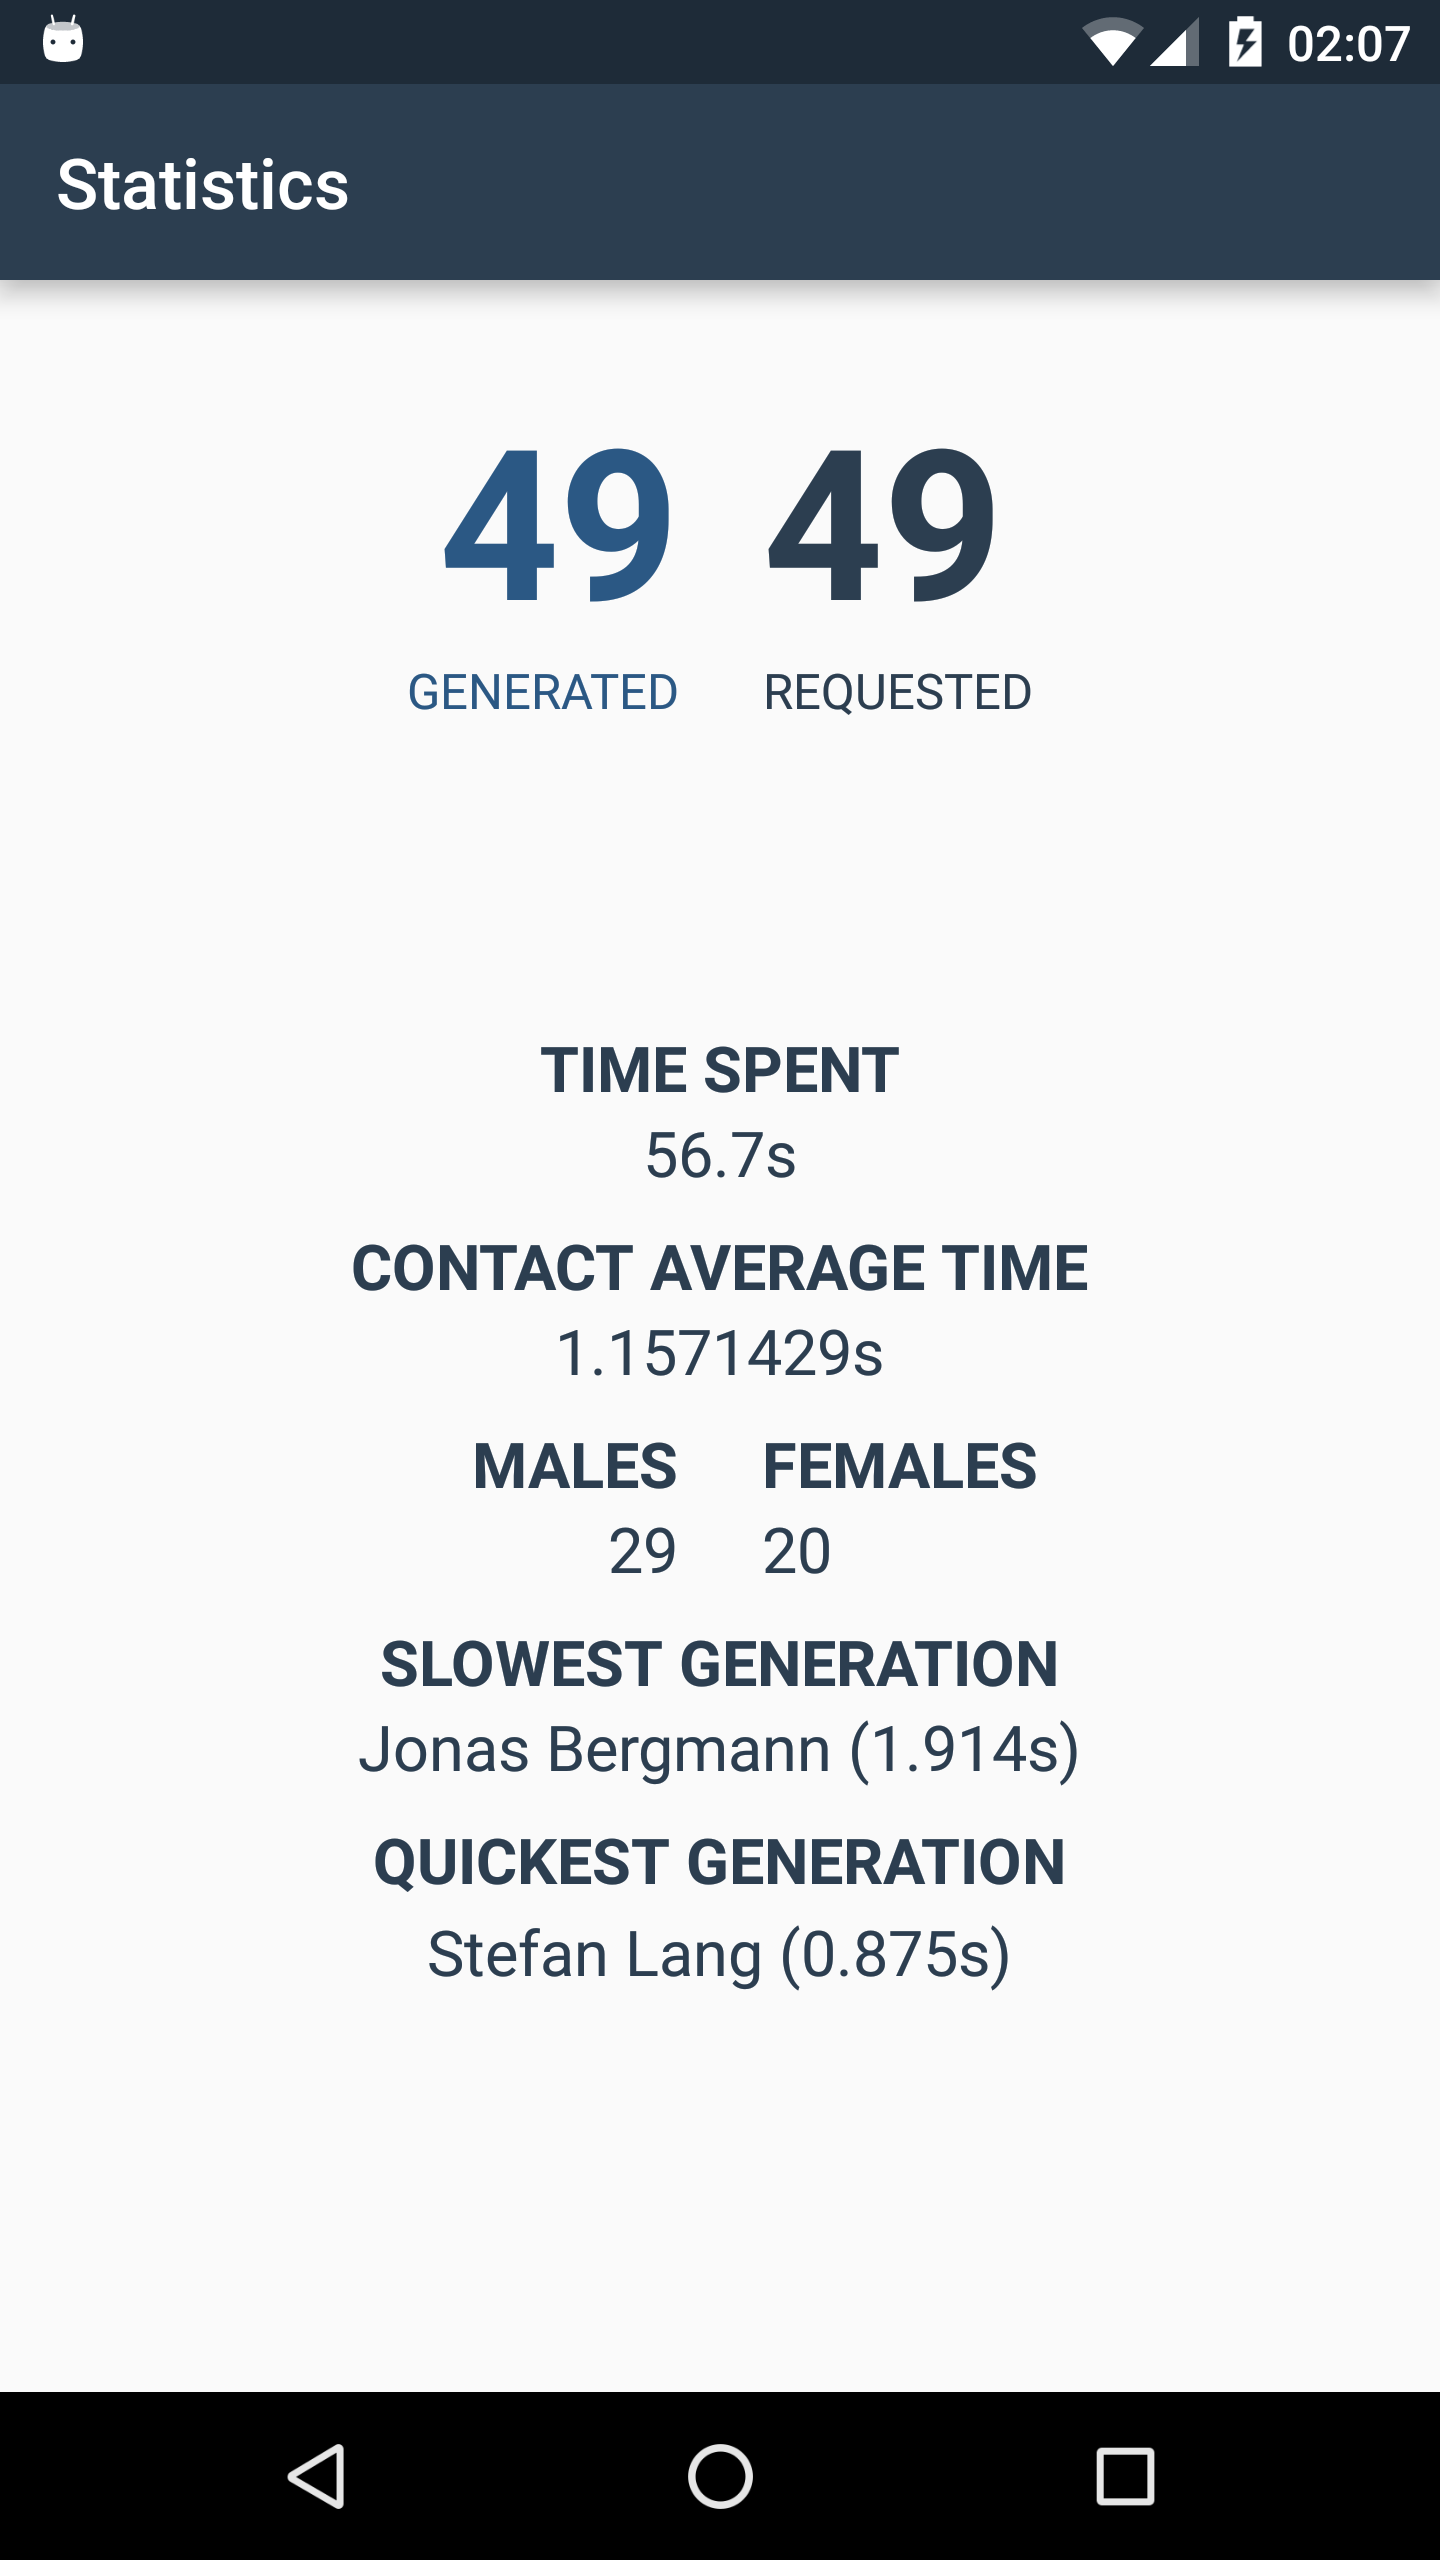 02:07
Statistics
49 49
GENERATED REQUESTED
TIME SPENT
56.7s
CONTACT AVERAGE TIME
1.1571429s
MALES FEMALES
29 20
SLOWEST GENERATION
Jonas Bergmann (1.914s)
QUICKEST GENERATION
Stefan Lang (0.875s)